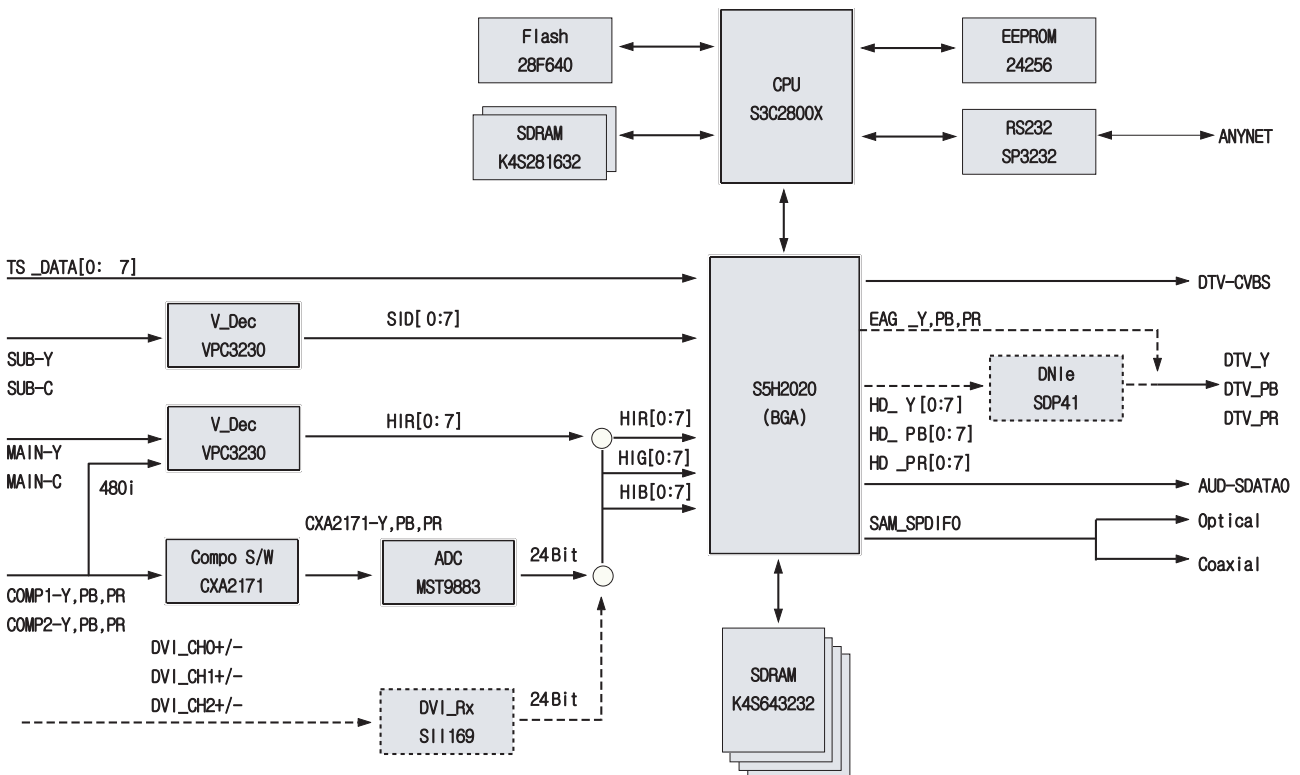 Flash
28F640
SDRAM
K4S281632
CPU
S3C2800X
EEPROM
24256
RS232
SP3232
ANYNET
TS _DATA[0: 7]
V_Dec
VPC3230
SID[ 0:7]
SUB-Y
SUB-C
V_Dec
VPC3230
HIR[0: 7]
MAIN-Y
MAIN-C
480i
HIR[0:7]
HIG[0:7]
HIB[0:7]
CXA2171-Y,PB,PR
Compo S/W
CXA2171
ADC
MST9883
24Bit
COMP1-Y,PB,PR
COMP2-Y,PB,PR
DVI_CH0+/-
DVI_CH1+/-
DVI_CH2+/-
DVI_Rx
SII169
24Bit
S5H2020
(BGA)
DTV-CVBS
EAG _Y,PB,PR
DNIe
SDP41
DTV_Y
DTV_PB
DTV_PR
HD_ Y[0:7]
HD_ PB[0:7]
HD _PR[0:7]
AUD-SDATA0
SAM_SPDIFO
Optical
Coaxial
SDRAM
K4S643232